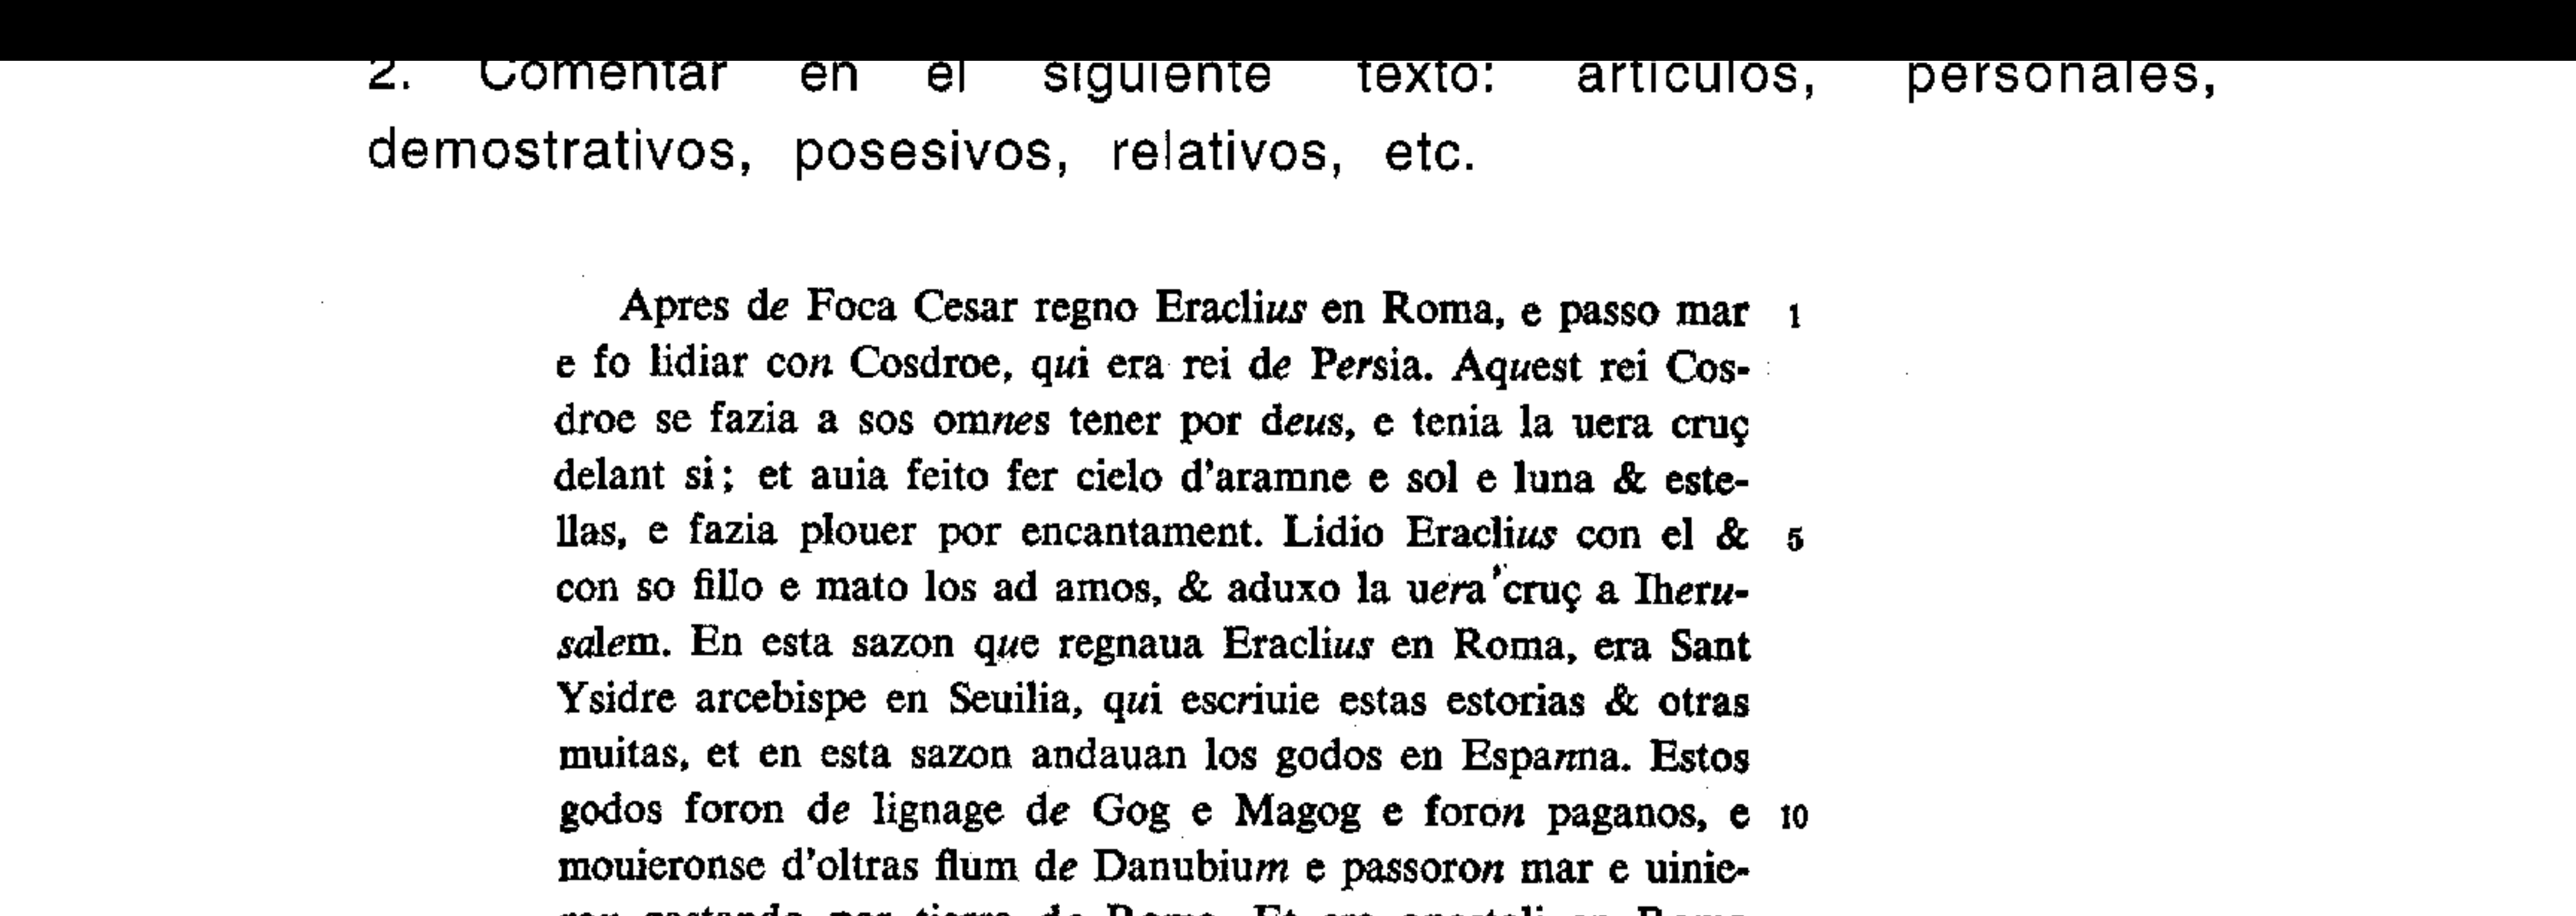 2. Comentar en el siguiente texto: artículos, personales,
demostrativos, posesivos, relativos, etc.
Apres de Foca Cesar regno Eraclius en Roma, e passo mar 1
e fo lidiar con Cosdroe, qui era rei de Persia. Aquest rei Cos-
droe se fazia a sos omnes tener por deus, e tenia la uera cruç
delant si; et auia feito fer cielo d'aramne e sol e luna & este-
llas, e fazia plouer por encantament. Lidio Eraclius con el & 5
con so fillo e mato los ad amos, & aduxo la uera cruç a Iheru-
salem. En esta sazon que regnaua Eraclius en Roma, era Sant
Ysidre arcebispe en Seuilia, qui escriuie estas estorias & otras
muitas, et en esta sazon andauan los godos en Espanna. Estos
godos foron de lignage de Gog e Magog e foron paganos, e 10
mouieronse d'oltras flum de Danubium e passoron mar e uinie-